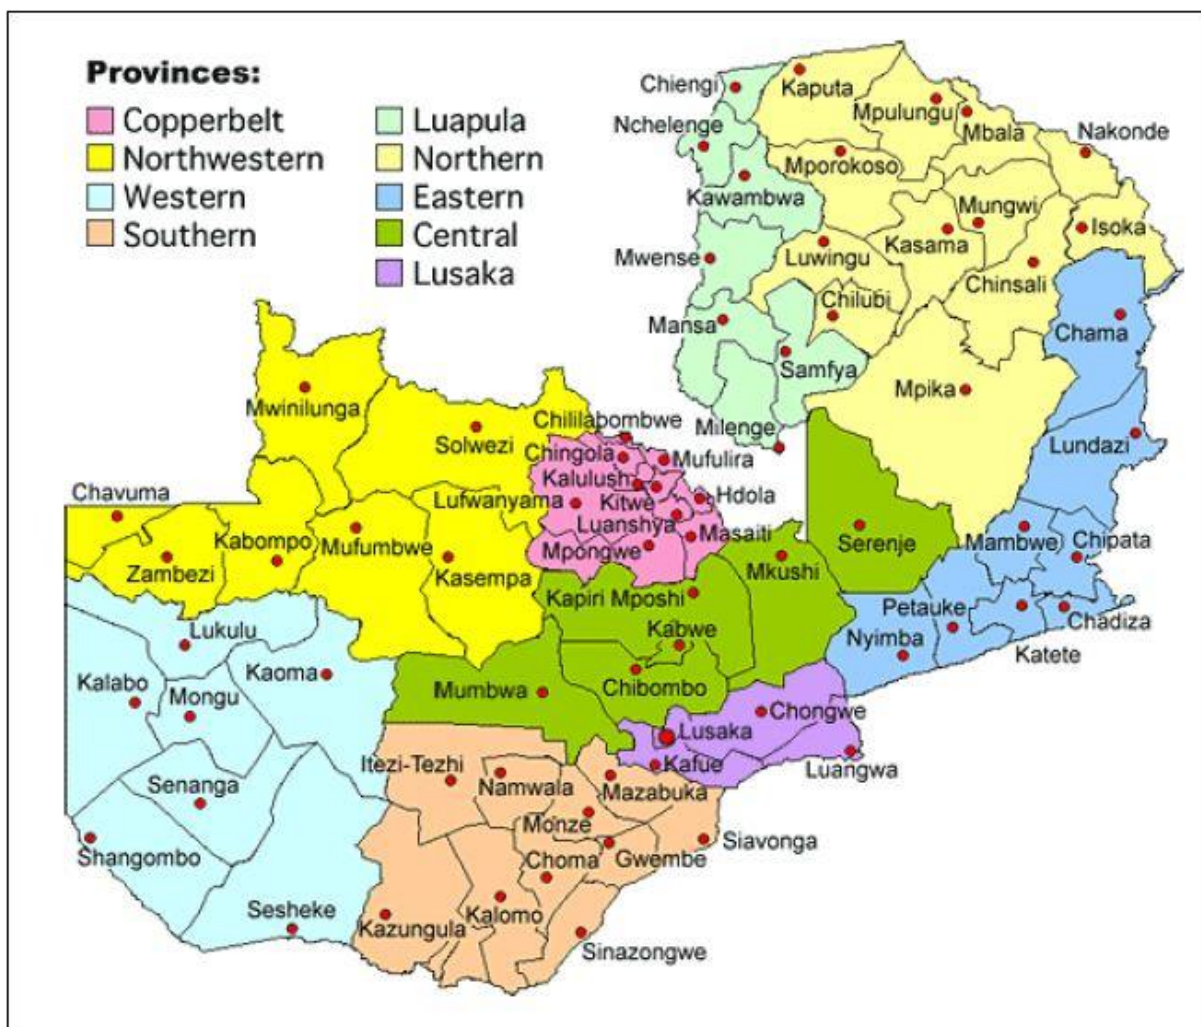 Provinces:
Copperbelt
Northwestern
Western
Southern
Luapula
Northern
Eastern
Central
Lusaka
Chiengi
Kaputa
Mpulungu
Mbala
Nchelenge
Nakonde
Mporokoso
Kawambwa
Mungwi
Isoka
Kasama
Mwense
Luwingu
Chinsali
Chilubi
Mansa
Chama
Samfya
Mpika
Mwinilunga
Milenge
Chililabombwe
Solwezi
Lundazi
Chingola
Mufulira
Kalulush
Chavuma
Lufwanyama
Kitwe
Hdola
Luanshya
Masaiti
Kabompo
Mufumbwe
Mpongwe
Serenje
Mambwe
Chipata
Zambezi
Kasempa
Mkushi
Kapiri Mposhi
Petauke
Chadiza
Lukulu
Kabwe
Nyimba
Katete
Kaoma
Kalabo
Mongu
Mumbwa
Chibombo
Chongwe
Lusaka
Itezi-Tezhi
Kafue
Luangwa
Senanga
Namwala
Mazabuka
Monze
Siavonga
Shangombo
Choma
Gwembe
Sesheke
Kazungula
Kalomo
Sinazongwe